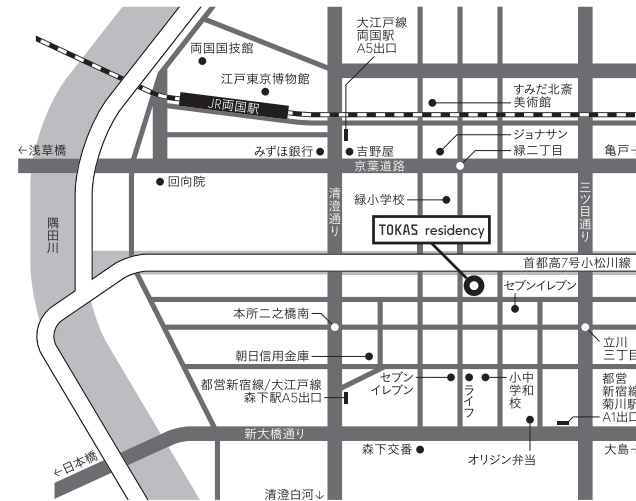 大江戸線
両国駅
A5出口
両国国技館
江戸東京博物館
JR両国駅
すみだ北斎
美術館
ジョナサン
←浅草橋
みずほ銀行
吉野屋
緑二丁目
亀戸→
京葉道路
回向院
清澄通り
三ツ目通り
緑小学校
隅田川
TOKAS residency
首都高7号小松川線
セブンイレブン
本所二之橋南
立川
三丁目
朝日信用金庫
都営新宿線/大江戸線
森下駅A5出口
セブン
イレブン
ライフ
小中
学和
校
都営
新宿線
菊川駅
A1出口
新大橋通り
←日本橋
森下交番
オリジン弁当
大島→
清澄白河↓